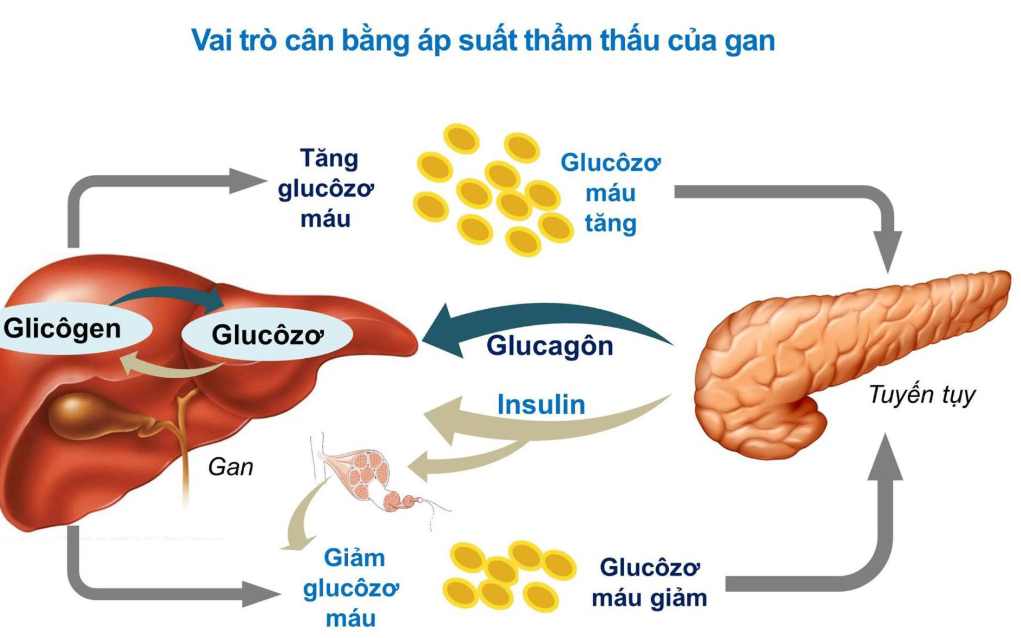 Vai trò cân bằng áp suất thẩm thấu của gan
Tăng
glucôzơ
máu
Glucôzơ
máu
tăng
Glicôgen
Glucôzơ
Glucagôn
Insulin
Tuyến tụy
Gan
Giảm
glucôzơ
máu
Glucôzơ
máu giảm